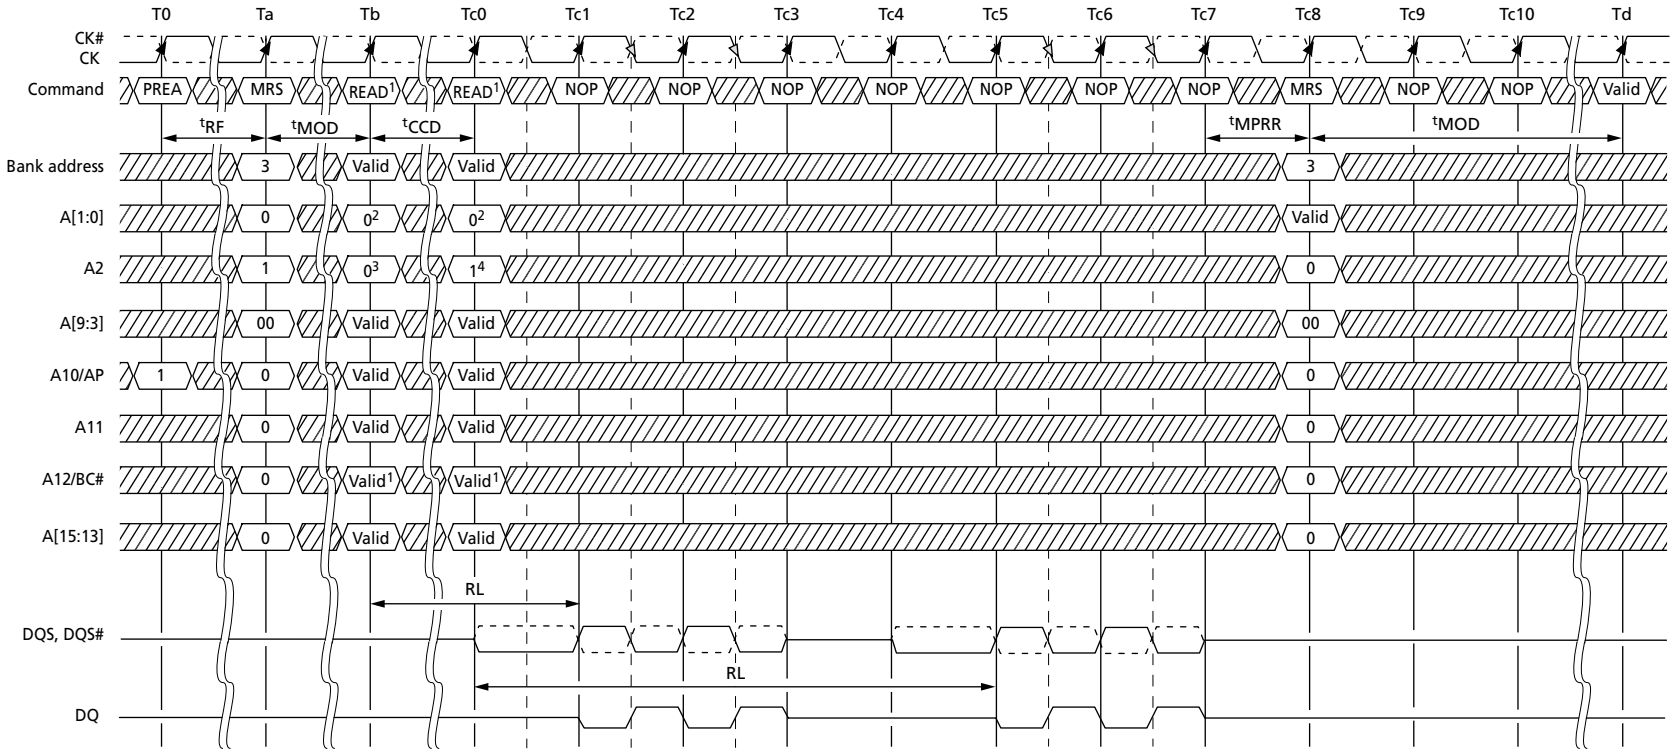 T0 Ta Tb Tc0 Tc1 Tc2 Tc3 Tc4 Tc5 Tc6 Tc7 Tc8 Tc9 Tc10 Td
CK#
CK
Command PREA MRS READ¹ READ¹ NOP NOP NOP NOP NOP NOP NOP MRS NOP NOP Valid
ᵗRF ᵗMOD ᵗCCD ᵗMPRR ᵗMOD
Bank address 3 Valid Valid 3
A[1:0] 0 0² 0² Valid
A2 1 0³ 1⁴ 0
A[9:3] 00 Valid Valid 00
A10/AP 1 0 Valid Valid 0
A11 0 Valid Valid 0
A12/BC# 0 Valid¹ Valid¹ 0
A[15:13] 0 Valid Valid 0
RL
DQS, DQS#
RL
DQ